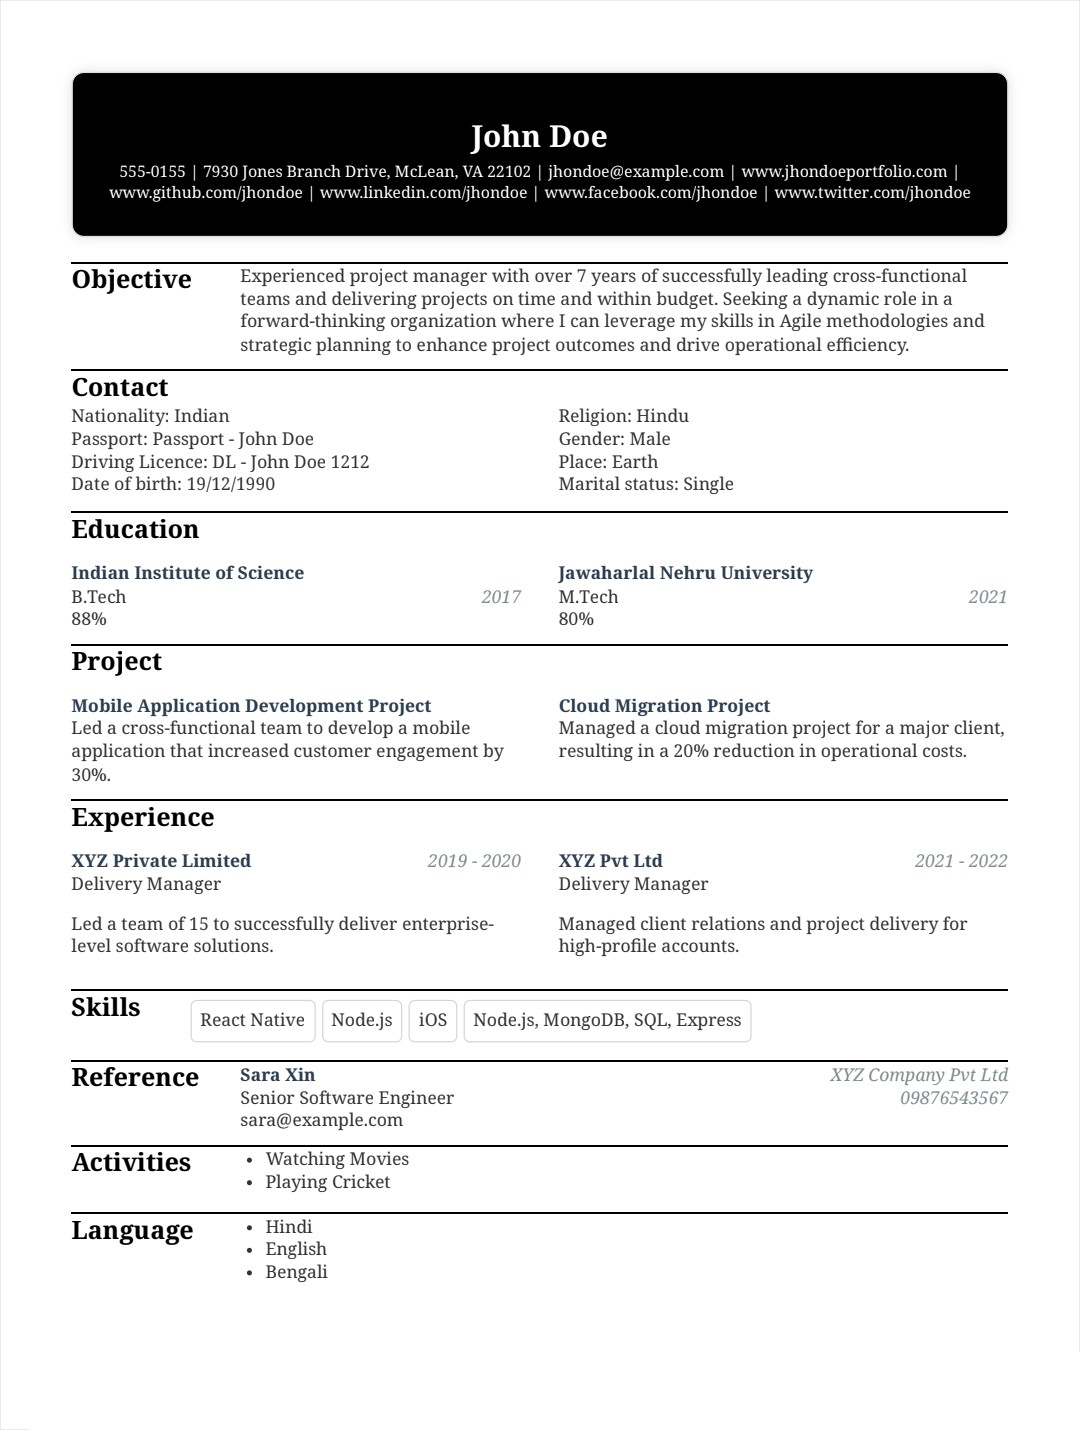 John Doe
555-0155 | 7930 Jones Branch Drive, McLean, VA 22102 | jhondoe@example.com | www.jhondoeportfolio.com |
www.github.com/jhondoe | www.linkedin.com/jhondoe | www.facebook.com/jhondoe | www.twitter.com/jhondoe
Objective
Experienced project manager with over 7 years of successfully leading cross-functional
teams and delivering projects on time and within budget. Seeking a dynamic role in a
forward-thinking organization where I can leverage my skills in Agile methodologies and
strategic planning to enhance project outcomes and drive operational efficiency.
Contact
Nationality: Indian
Passport: Passport - John Doe
Driving Licence: DL - John Doe 1212
Date of birth: 19/12/1990
Religion: Hindu
Gender: Male
Place: Earth
Marital status: Single
Education
Indian Institute of Science
B.Tech 2017
88%
Jawaharlal Nehru University
M.Tech 2021
80%
Project
Mobile Application Development Project
Led a cross-functional team to develop a mobile
application that increased customer engagement by
30%.
Cloud Migration Project
Managed a cloud migration project for a major client,
resulting in a 20% reduction in operational costs.
Experience
XYZ Private Limited 2019 - 2020
Delivery Manager
Led a team of 15 to successfully deliver enterprise-
level software solutions.
XYZ Pvt Ltd 2021 - 2022
Delivery Manager
Managed client relations and project delivery for
high-profile accounts.
Skills
React Native Node.js iOS Node.js, MongoDB, SQL, Express
Reference
Sara Xin XYZ Company Pvt Ltd
Senior Software Engineer 09876543567
sara@example.com
Activities
• Watching Movies
• Playing Cricket
Language
• Hindi
• English
• Bengali